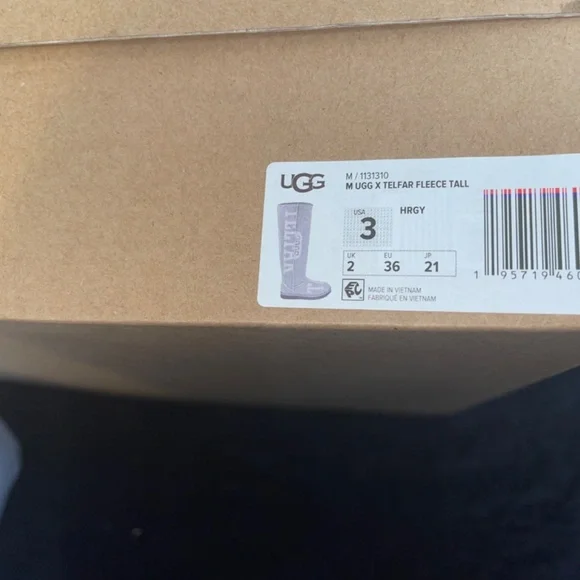 UGG
M / 1131310
M UGG X TELFAR FLEECE TALL
USA
3
HRGY
UK EU JP
2 36 21
MADE IN VIETNAM
FABRIQUÉ EN VIETNAM
TELFAR
1 95719 460